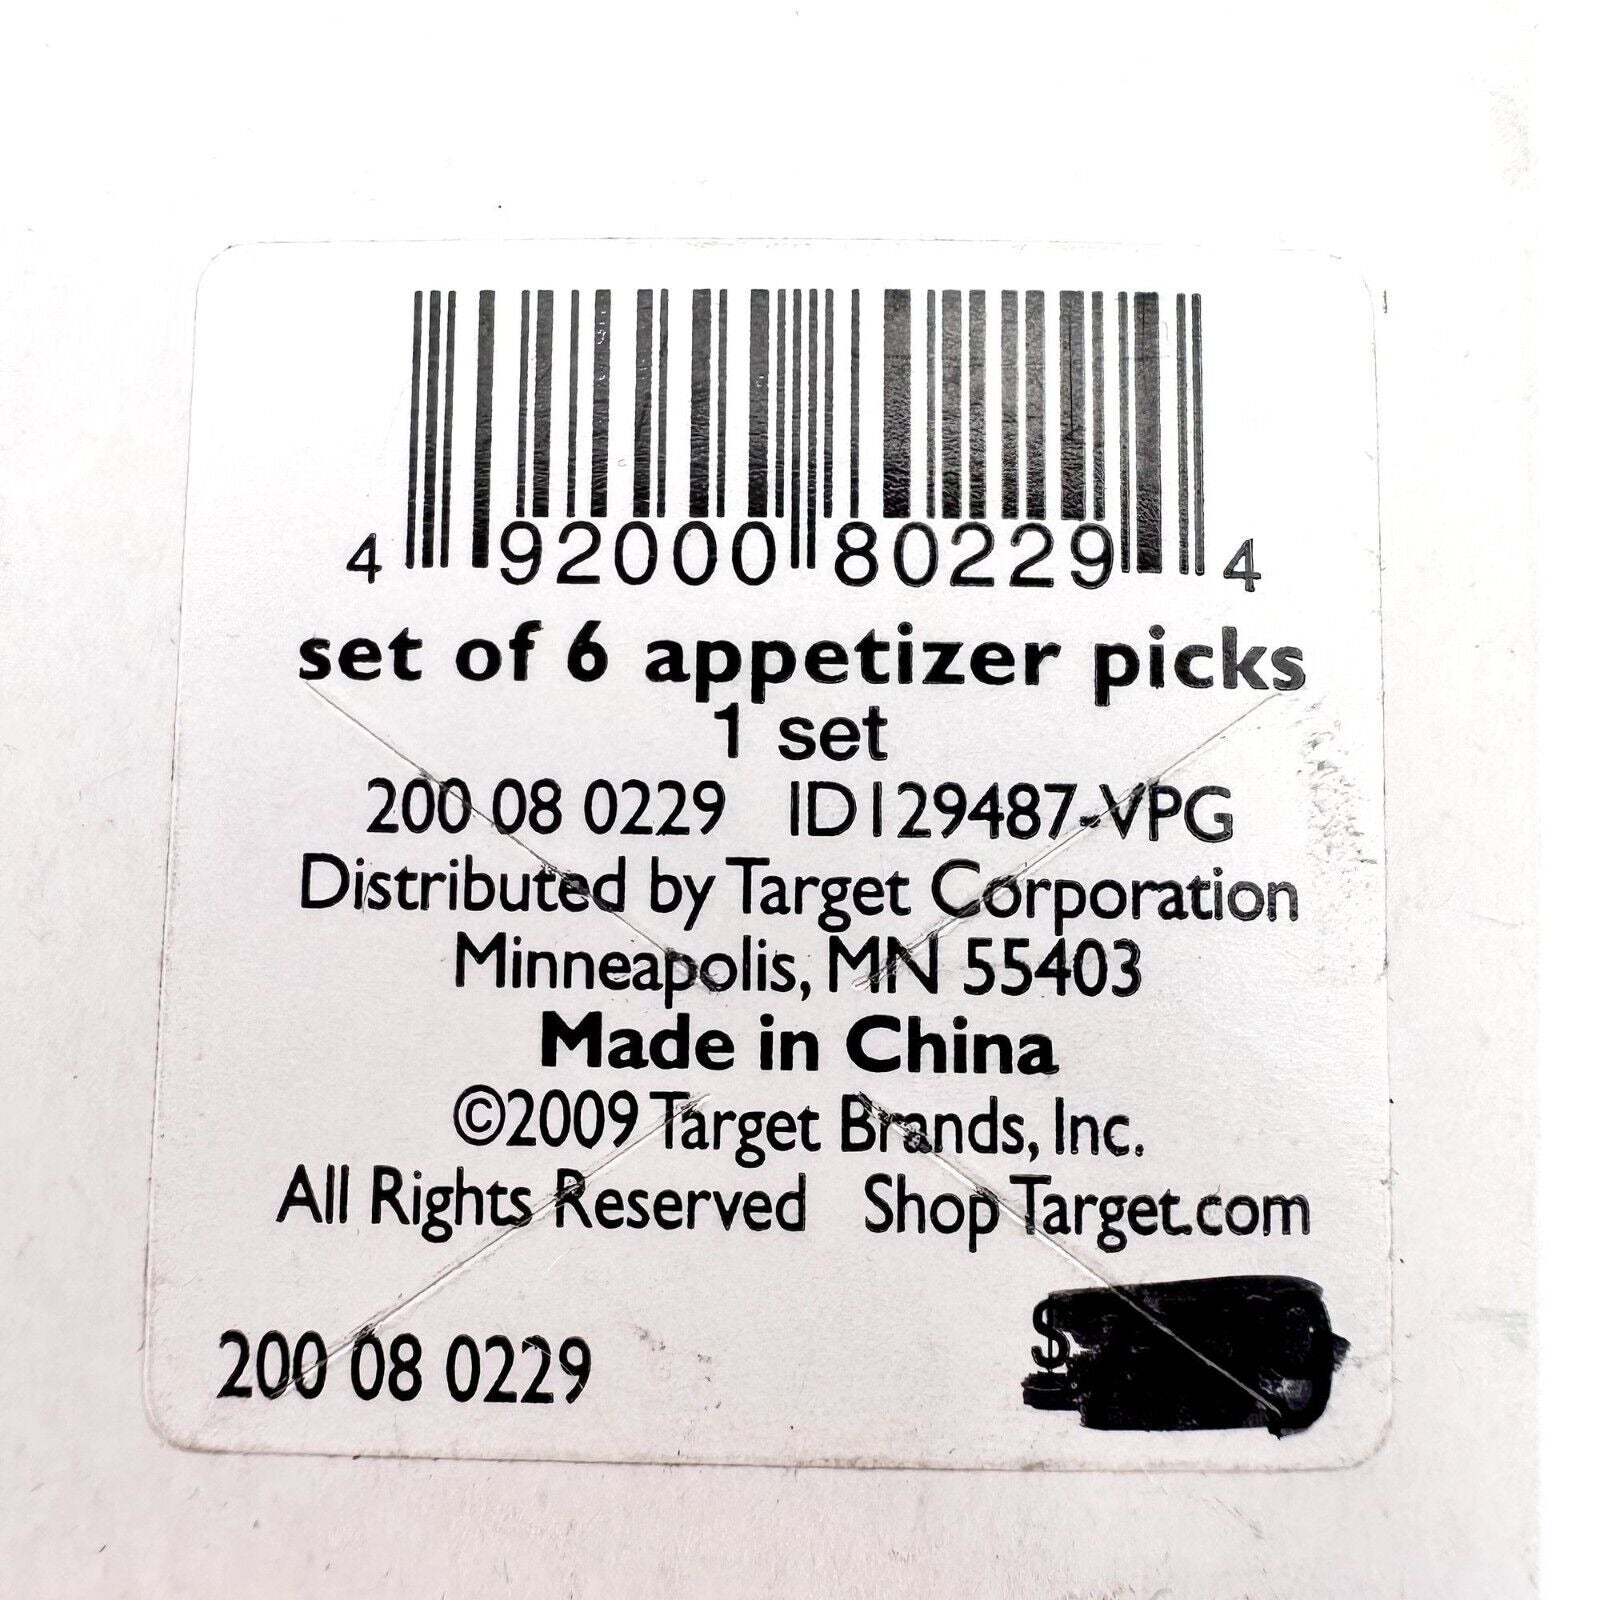 4 92000 80229 4
set of 6 appetizer picks
1 set
200 08 0229 ID129487-VPG
Distributed by Target Corporation
Minneapolis, MN 55403
Made in China
©2009 Target Brands, Inc.
All Rights Reserved Shop Target.com
200 08 0229 $